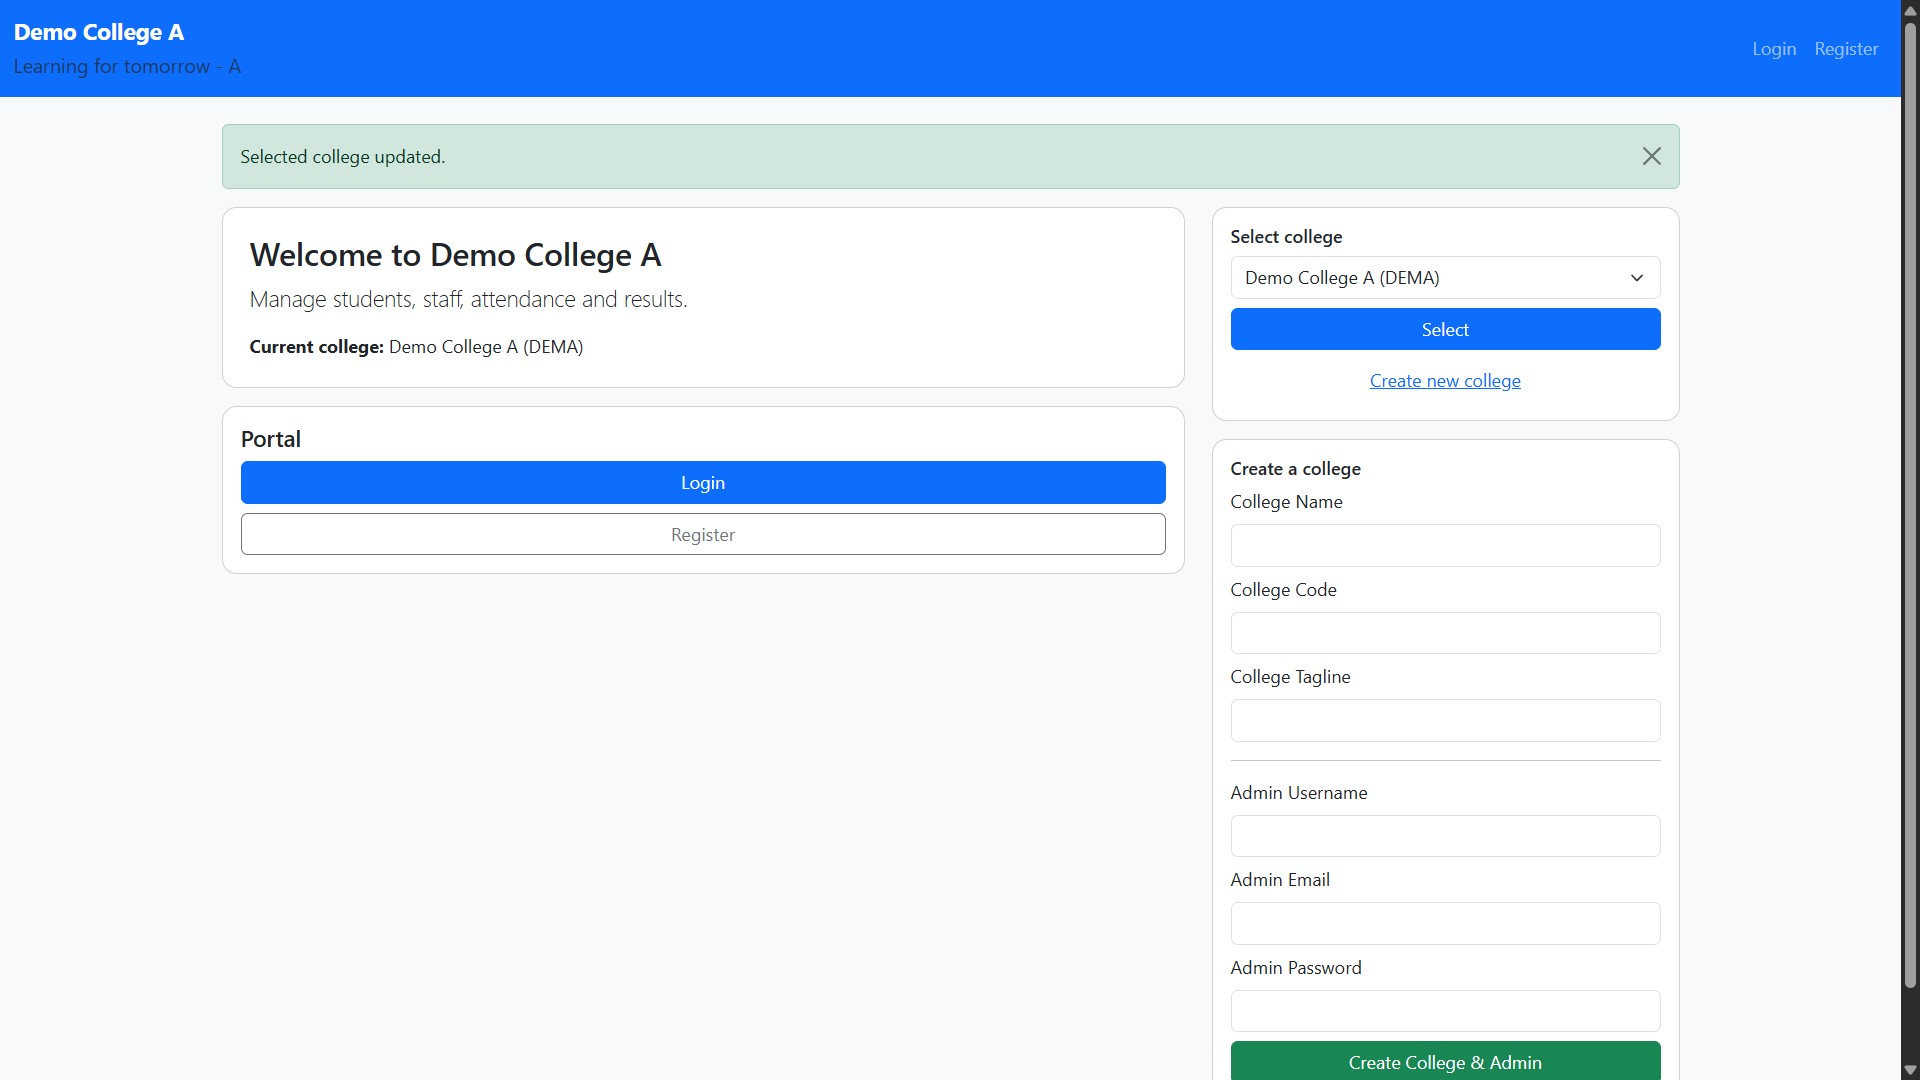 Demo College A
Learning for tomorrow - A
Login
Register
Selected college updated.
Welcome to Demo College A
Manage students, staff, attendance and results.
Current college: Demo College A (DEMA)
Portal
Login
Register
Select college
Demo College A (DEMA)
Select
Create new college
Create a college
College Name
College Code
College Tagline
Admin Username
Admin Email
Admin Password
Create College & Admin